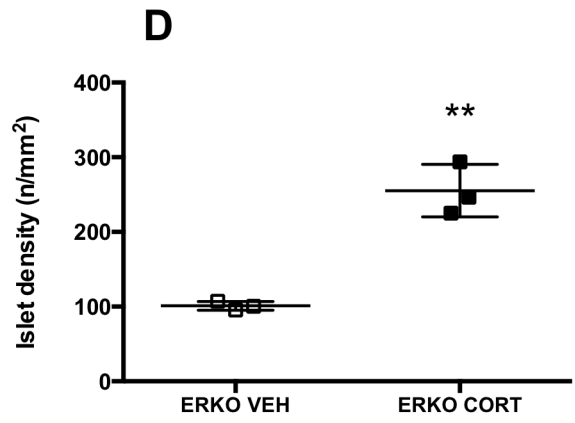 D
Islet density (n/mm²)
400
300
200
100
0
**
ERKO VEH
ERKO CORT